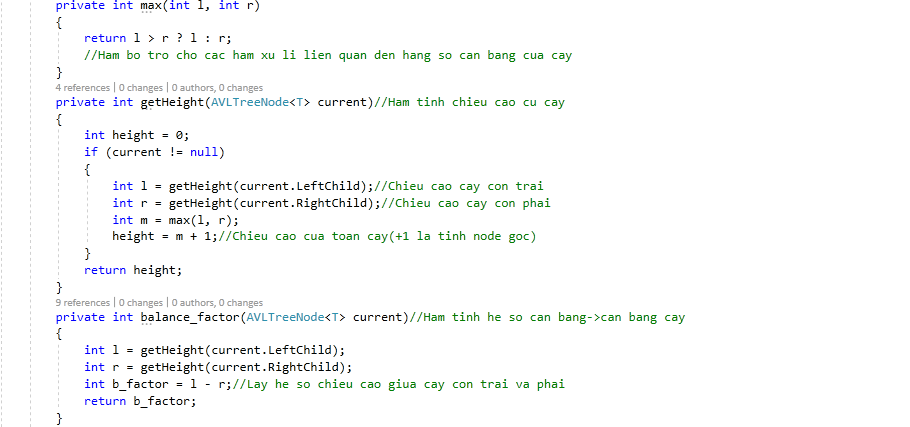 private int max(int l, int r)
{
return l > r ? l : r;
//Ham bo tro cho cac ham xu li lien quan den hang so can bang cua cay
}
4 references | 0 changes | 0 authors, 0 changes
private int getHeight(AVLTreeNode<T> current)//Ham tinh chieu cao cu cay
{
int height = 0;
if (current != null)
{
int l = getHeight(current.LeftChild);//Chieu cao cay con trai
int r = getHeight(current.RightChild);//Chieu cao cay con phai
int m = max(l, r);
height = m + 1;//Chieu cao cua toan cay(+1 la tinh node goc)
}
return height;
}
9 references | 0 changes | 0 authors, 0 changes
private int balance_factor(AVLTreeNode<T> current)//Ham tinh he so can bang->can bang cay
{
int l = getHeight(current.LeftChild);
int r = getHeight(current.RightChild);
int b_factor = l - r;//Lay he so chieu cao giua cay con trai va phai
return b_factor;
}